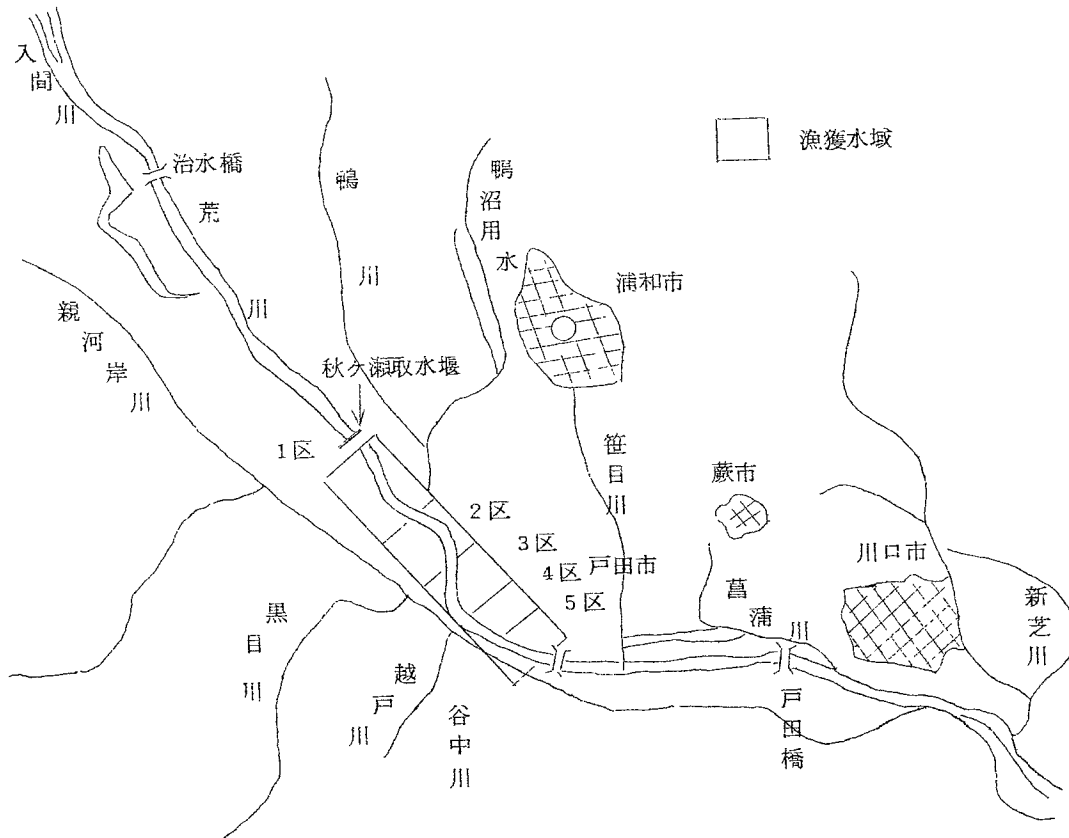 入間川
治水橋
荒川
鴨川
鴨沼用水
漁獲水域
浦和市
親河岸川
秋ケ瀬取水堰
1区
2区
3区
4区
5区
戸田市
笹目川
蕨市
菖蒲川
川口市
新芝川
黒目川
越戸川
谷中川
戸田橋